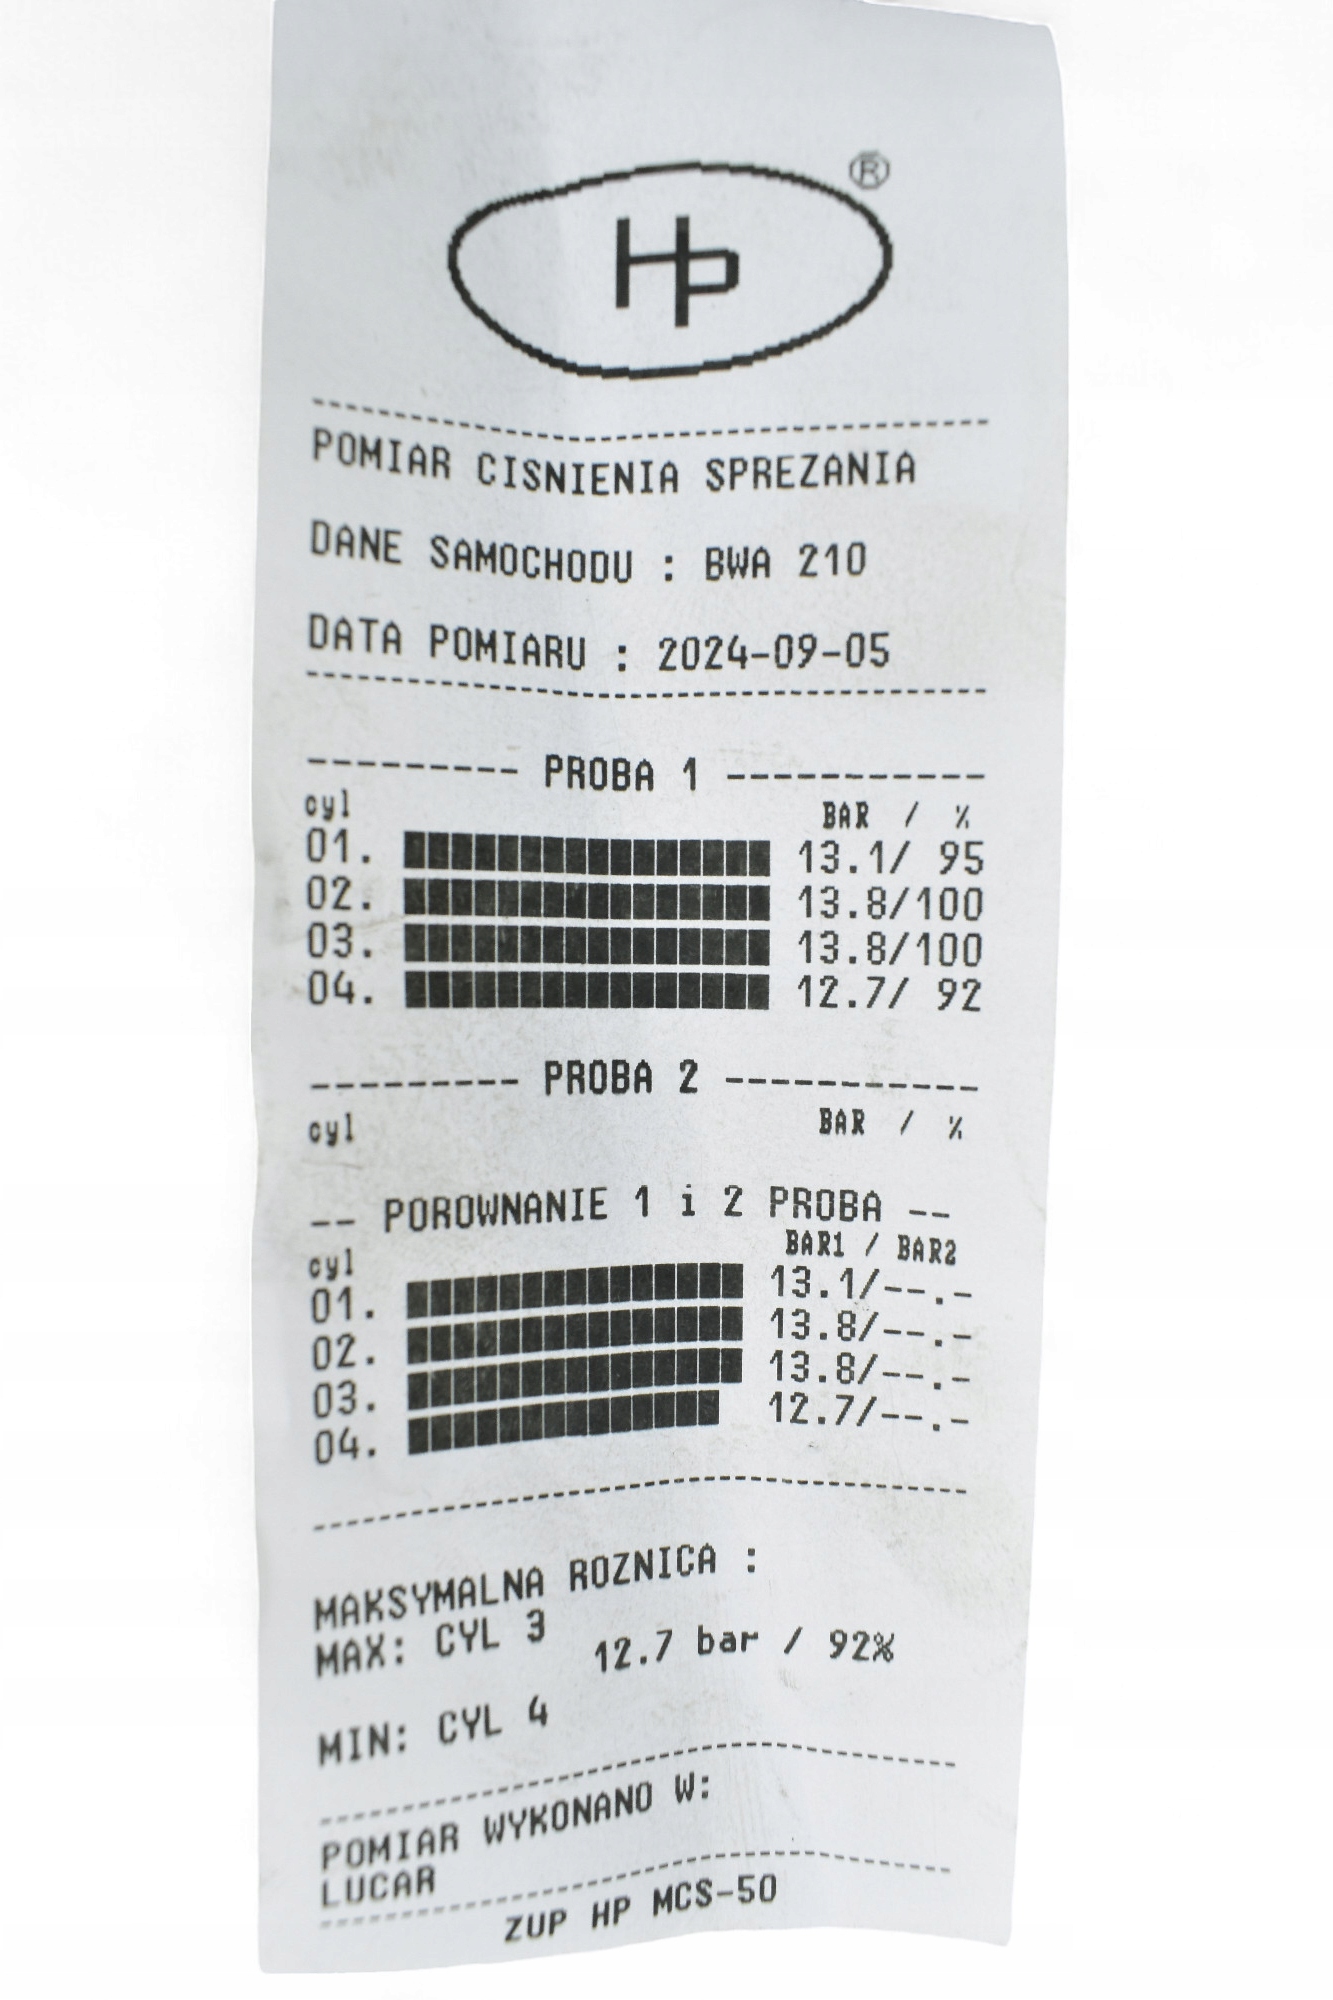 Hp ®
POMIAR CISNIENIA SPREZANIA
DANE SAMOCHODU : BWA 210
DATA POMIARU : 2024-09-05
--------- PROBA 1 -----------
cyl BAR / %
01. 13.1/ 95
02. 13.8/100
03. 13.8/100
04. 12.7/ 92
--------- PROBA 2 -----------
cyl BAR / %
-- POROWNANIE 1 i 2 PROBA --
cyl BAR1 / BAR2
01. 13.1/--.-
02. 13.8/--.-
03. 13.8/--.-
04. 12.7/--.-
MAKSYMALNA ROZNICA :
MAX: CYL 3
12.7 bar / 92%
MIN: CYL 4
POMIAR WYKONANO W:
LUCAR
ZUP HP MCS-50